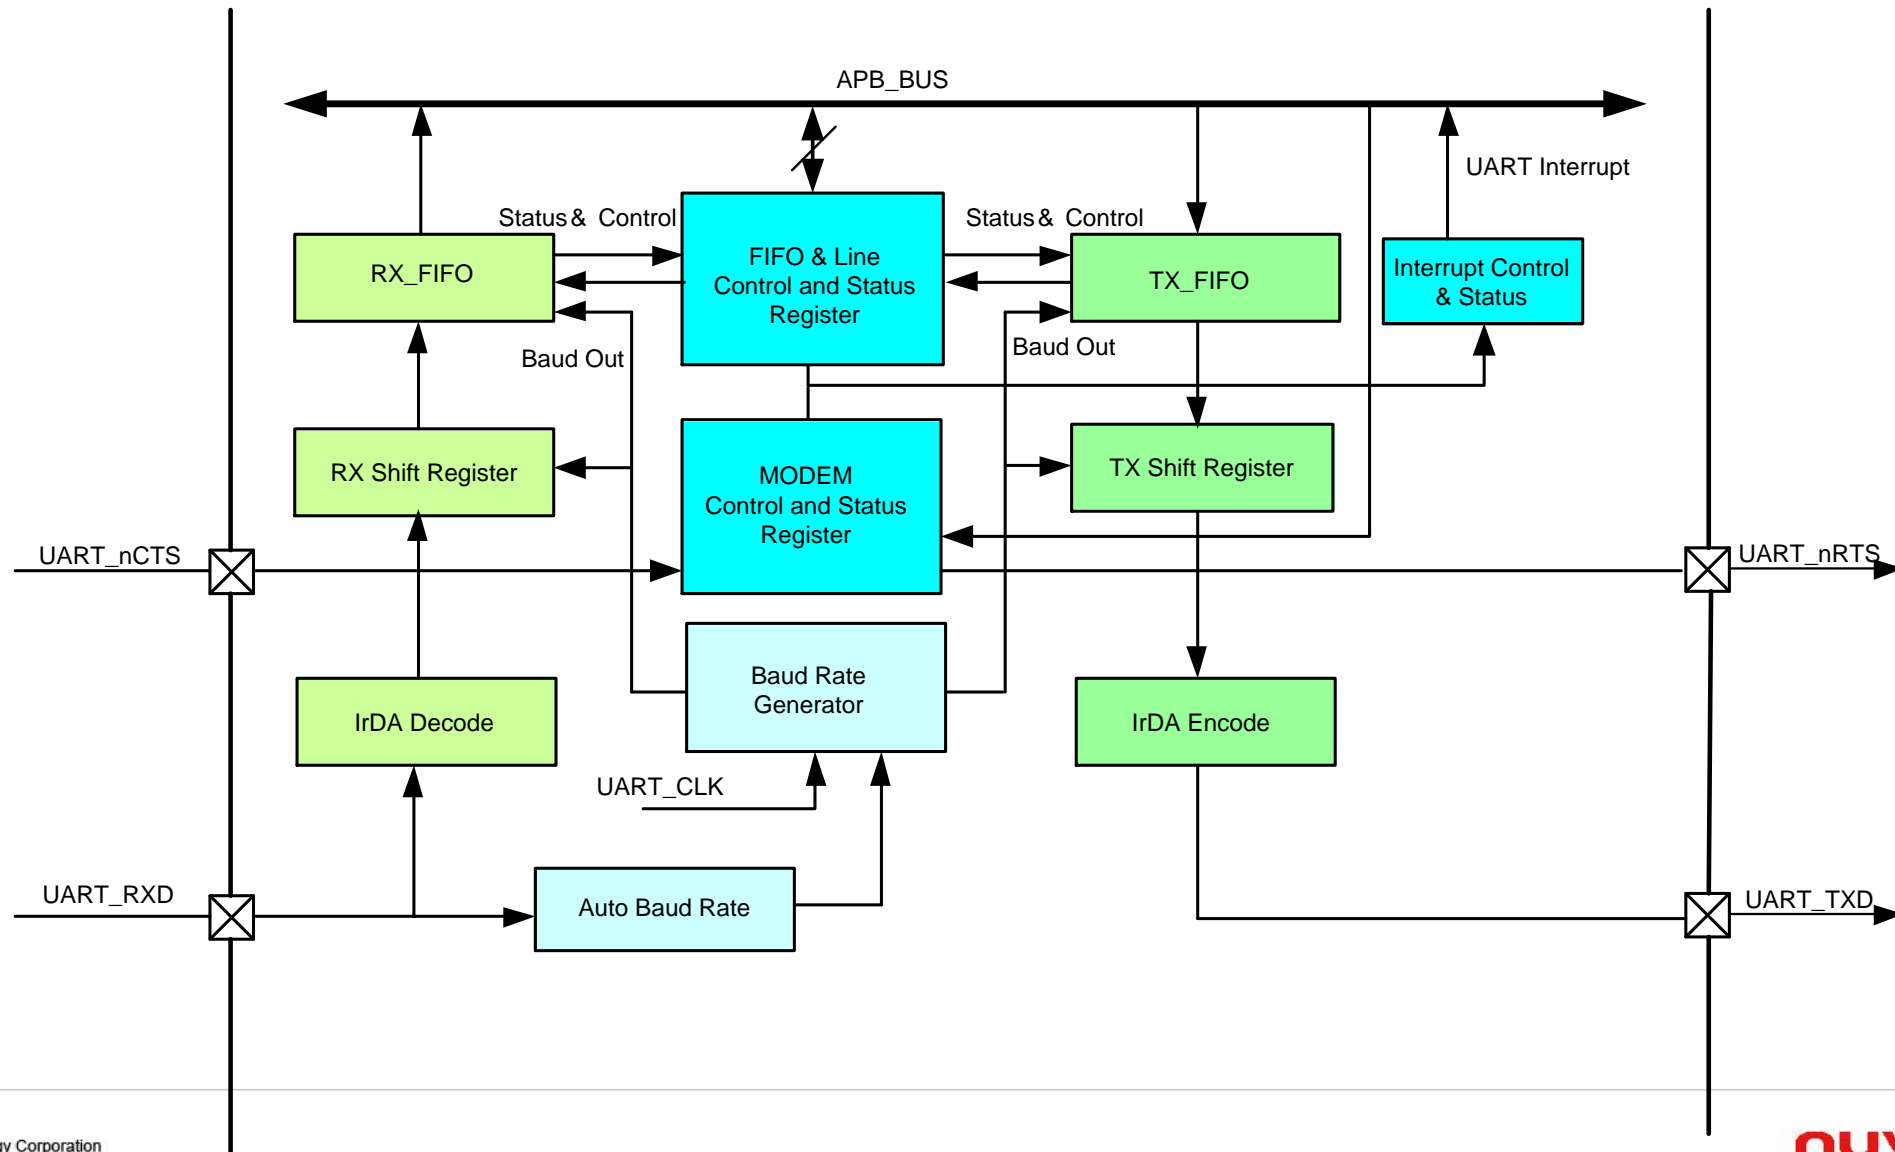 APB_BUS
UART Interrupt
Status & Control
Status & Control
RX_FIFO
FIFO & Line
Control and Status
Register
TX_FIFO
Interrupt Control
& Status
Baud Out
Baud Out
RX Shift Register
MODEM
Control and Status
Register
TX Shift Register
UART_nCTS
UART_nRTS
IrDA Decode
Baud Rate
Generator
IrDA Encode
UART_CLK
UART_RXD
Auto Baud Rate
UART_TXD
Corporation